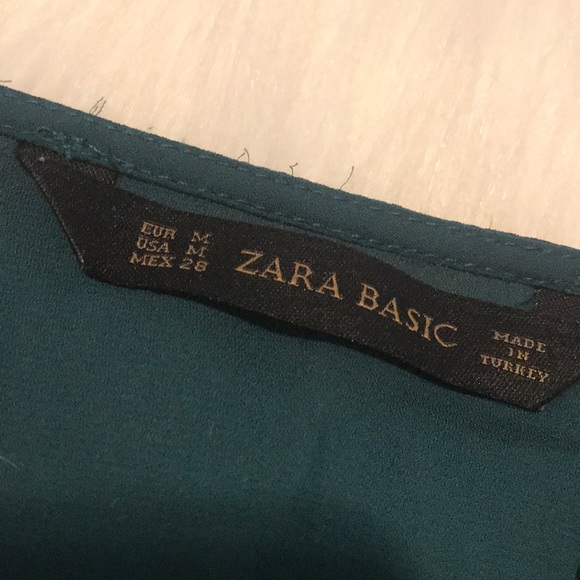 EUR M
USA M
MEX 28
ZARA BASIC
MADE
IN
TURKEY